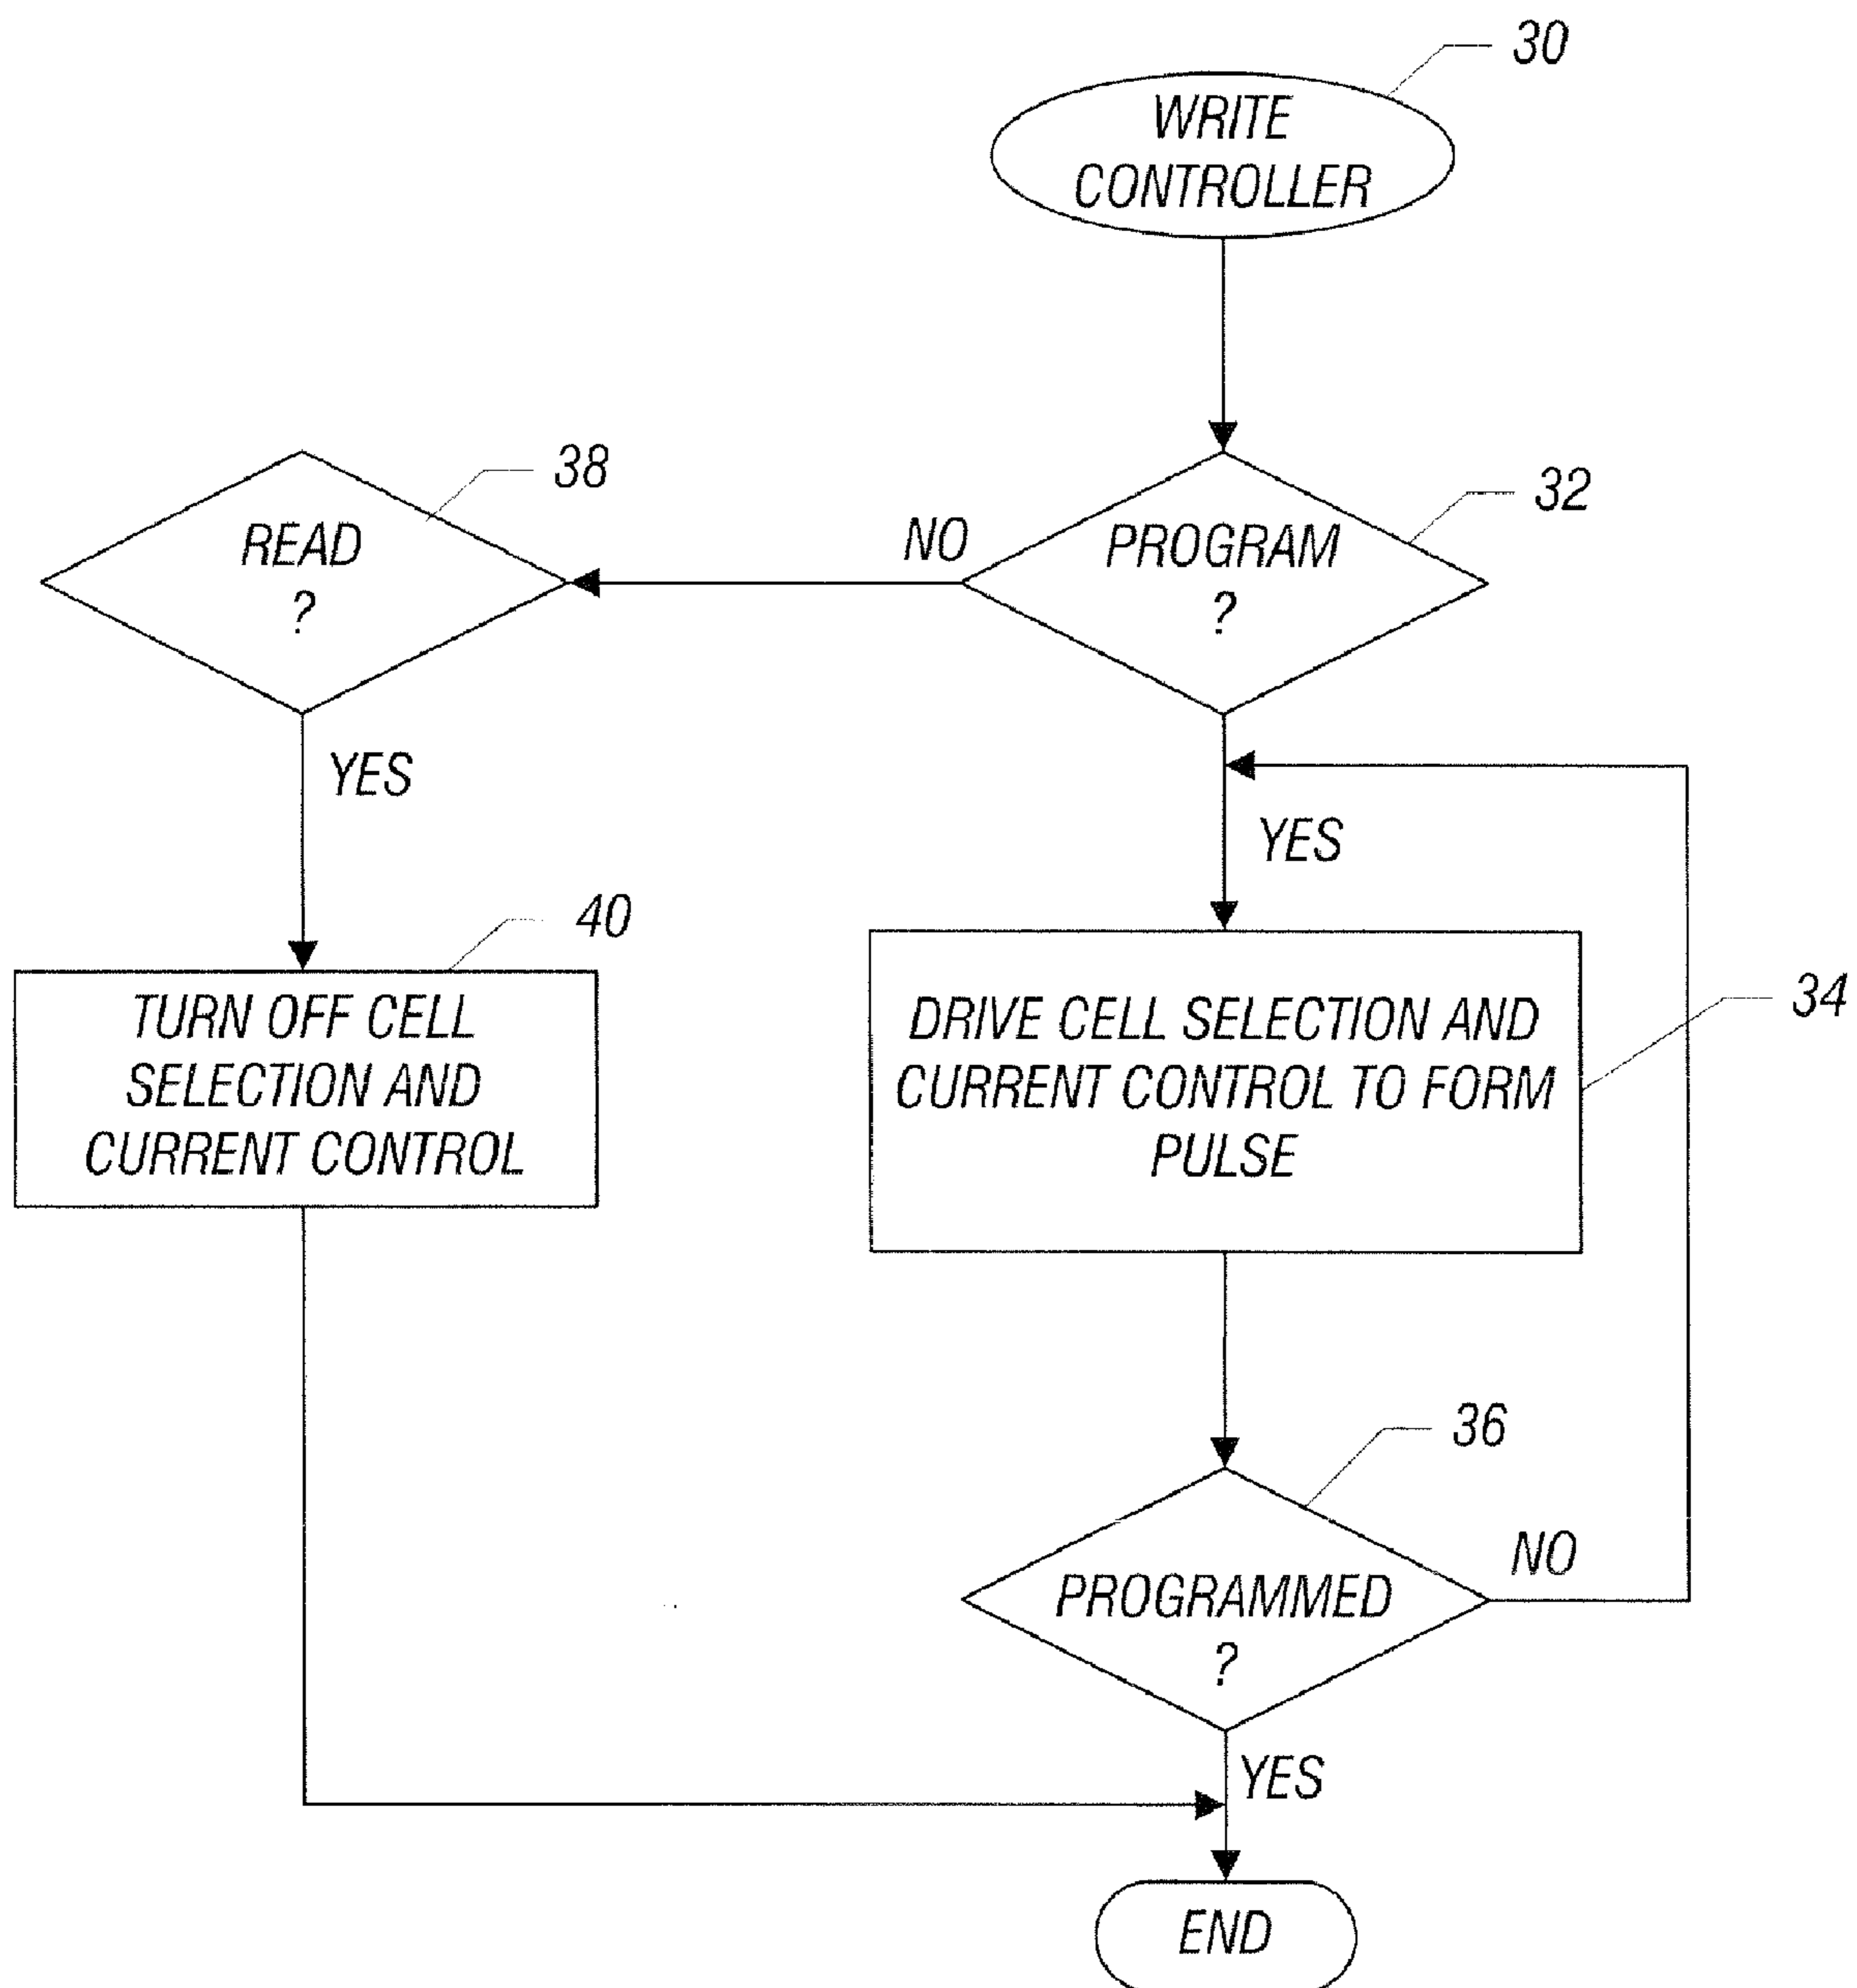 30
WRITE
CONTROLLER
38
32
READ
?
NO
PROGRAM
?
YES
YES
40
34
TURN OFF CELL
SELECTION AND
CURRENT CONTROL
DRIVE CELL SELECTION AND
CURRENT CONTROL TO FORM
PULSE
36
NO
PROGRAMMED
?
YES
END